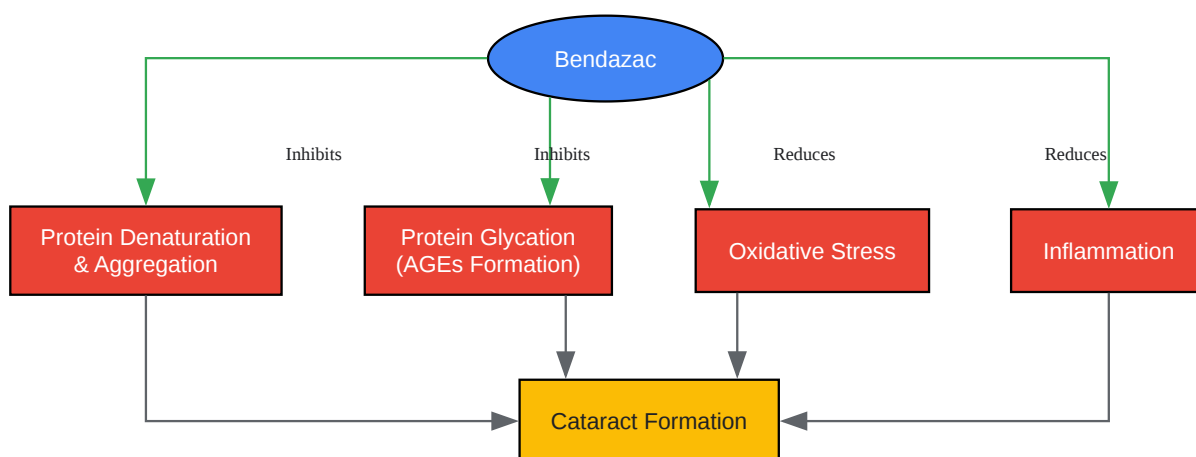 Bendazac
Inhibits
Inhibits
Reduces
Reduces
Protein Denaturation
& Aggregation
Protein Glycation
(AGEs Formation)
Oxidative Stress
Inflammation
Cataract Formation